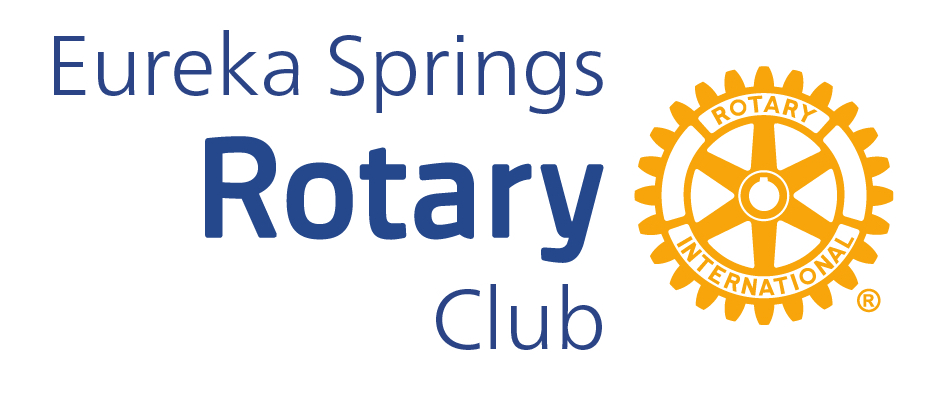 Eureka Springs
Rotary
Club
ROTARY
INTERNATIONAL
®